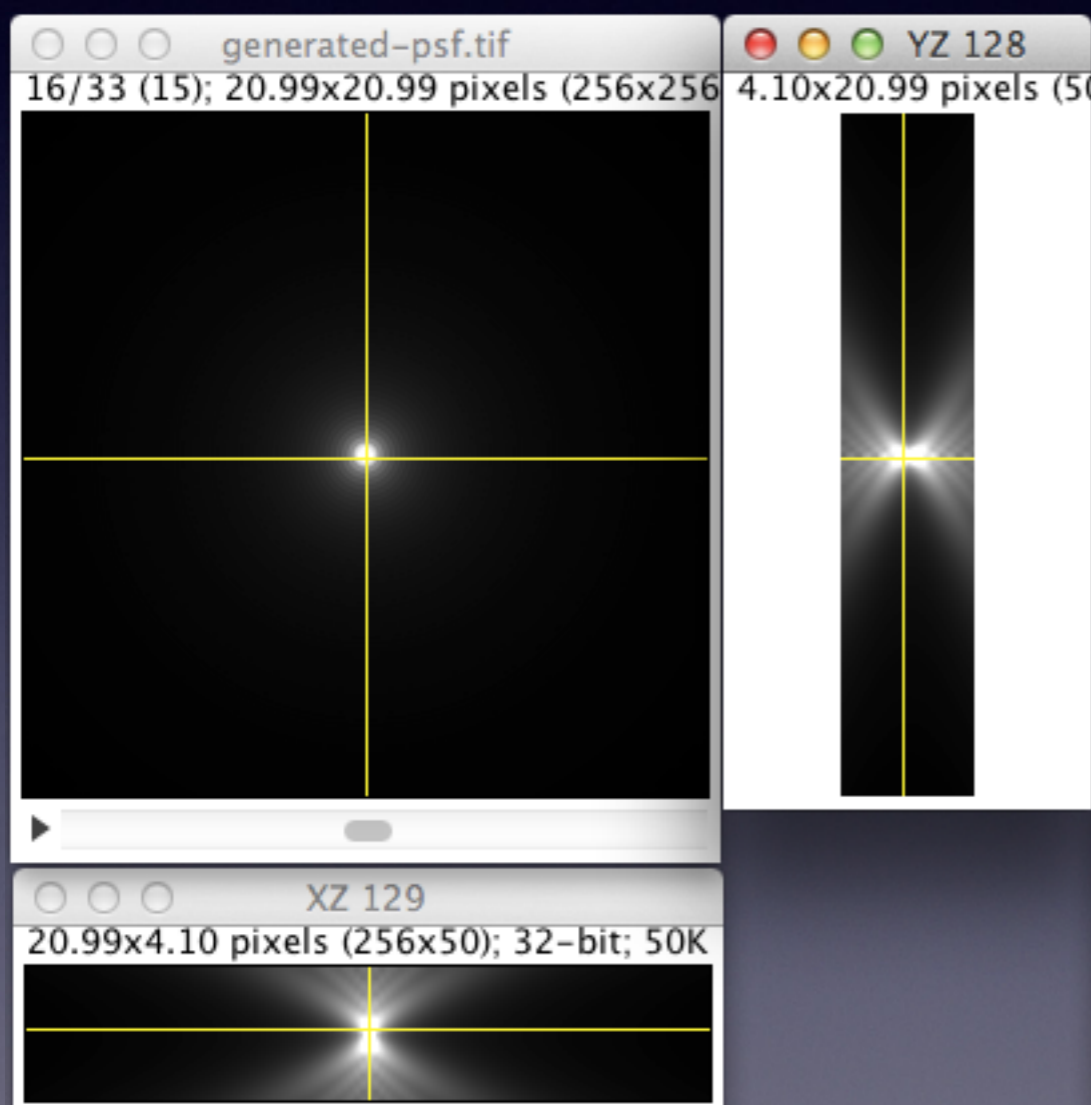 generated-psf.tif
16/33 (15); 20.99x20.99 pixels (256x256
YZ 128
4.10x20.99 pixels (50
XZ 129
20.99x4.10 pixels (256x50); 32-bit; 50K